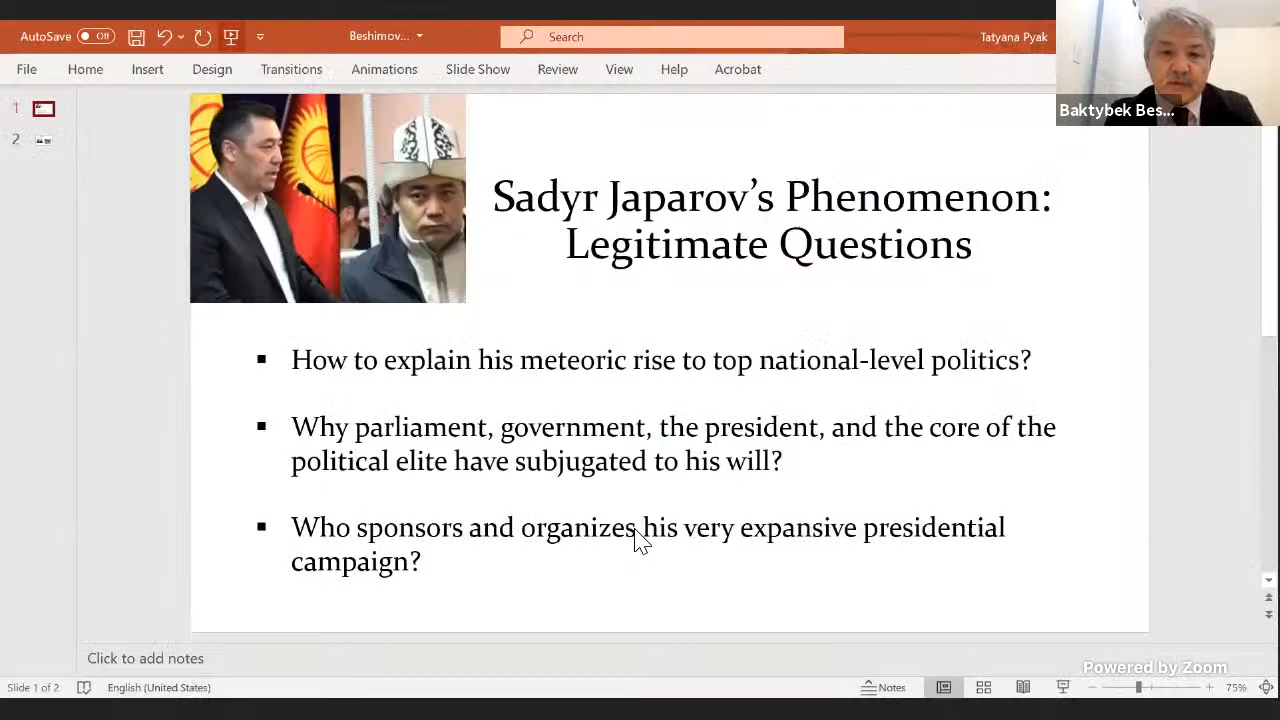 AutoSave Off Beshimov... Search Tatyana Pyak
File Home Insert Design Transitions Animations Slide Show Review View Help Acrobat
Baktybek Bes...
1
2
Sadyr Japarov's Phenomenon:
Legitimate Questions
▪ How to explain his meteoric rise to top national-level politics?
▪ Why parliament, government, the president, and the core of the
political elite have subjugated to his will?
▪ Who sponsors and organizes his very expansive presidential
campaign?
Click to add notes
Powered by Zoom
Slide 1 of 2 English (United States) Notes 75%